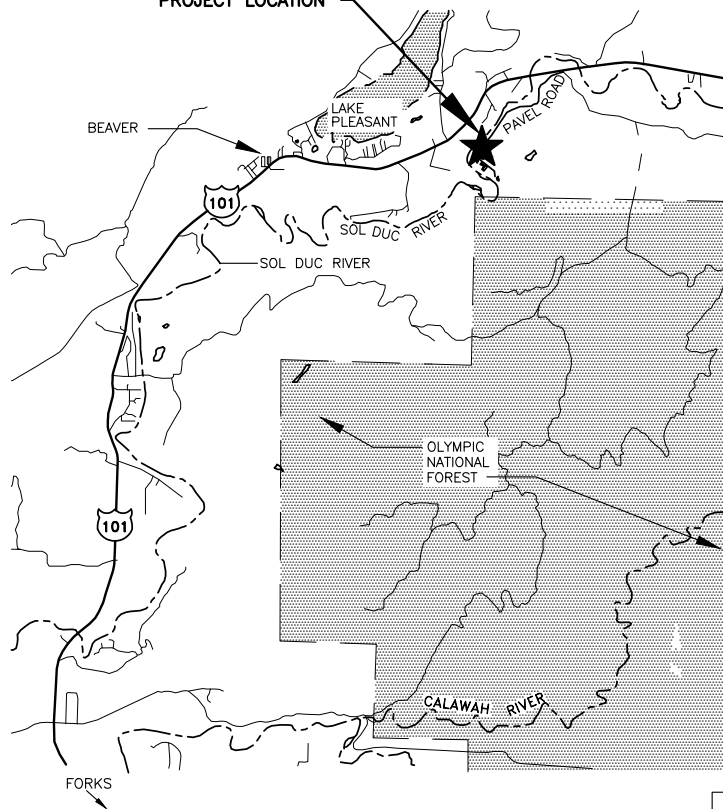 PROJECT LOCATION
LAKE
PLEASANT
BEAVER
PAVEL ROAD
101
SOL DUC RIVER
SOL DUC RIVER
OLYMPIC
NATIONAL
FOREST
101
CALAWAH RIVER
FORKS